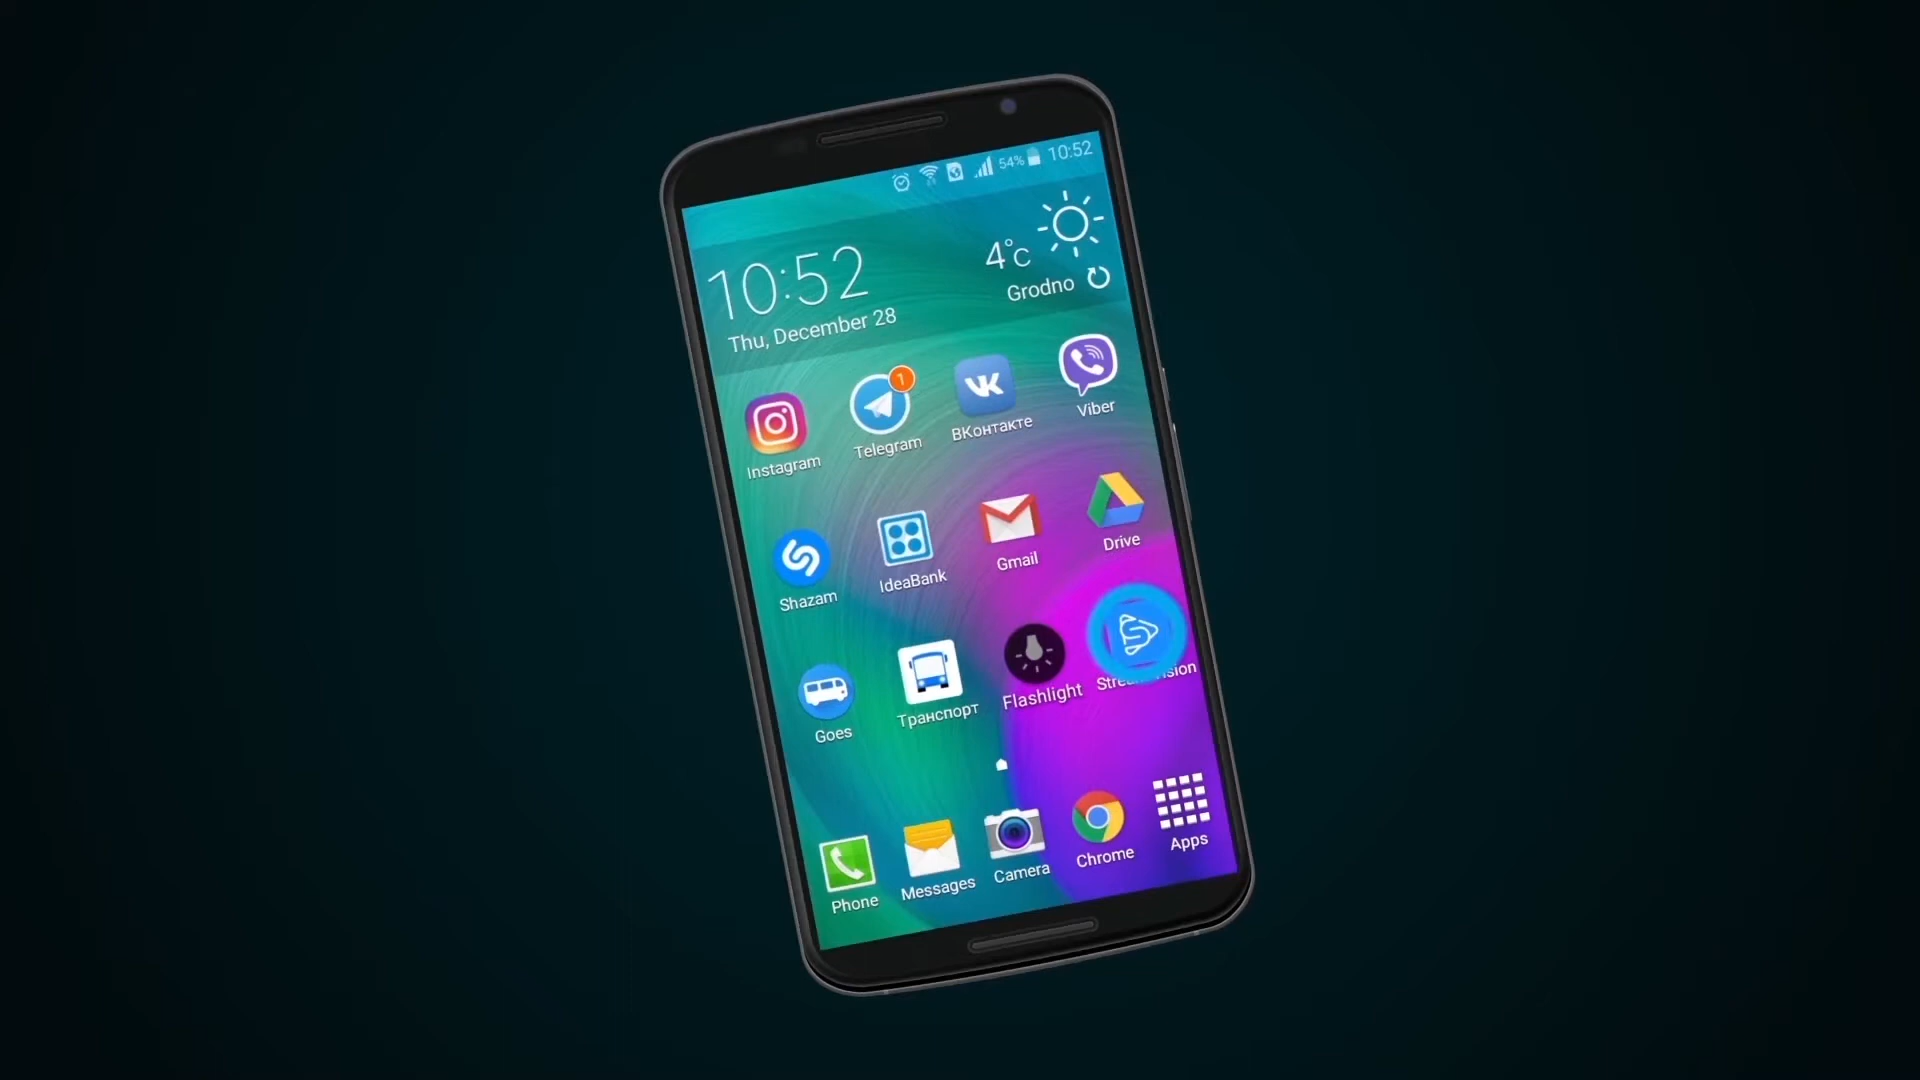 54% 10:52
10:52
4°C
Thu, December 28
Grodno
1
Instagram
Telegram
ВКонтакте
Viber
Shazam
IdeaBank
Gmail
Drive
Goes
Транспорт
Flashlight
Phone
Messages
Camera
Chrome
Apps